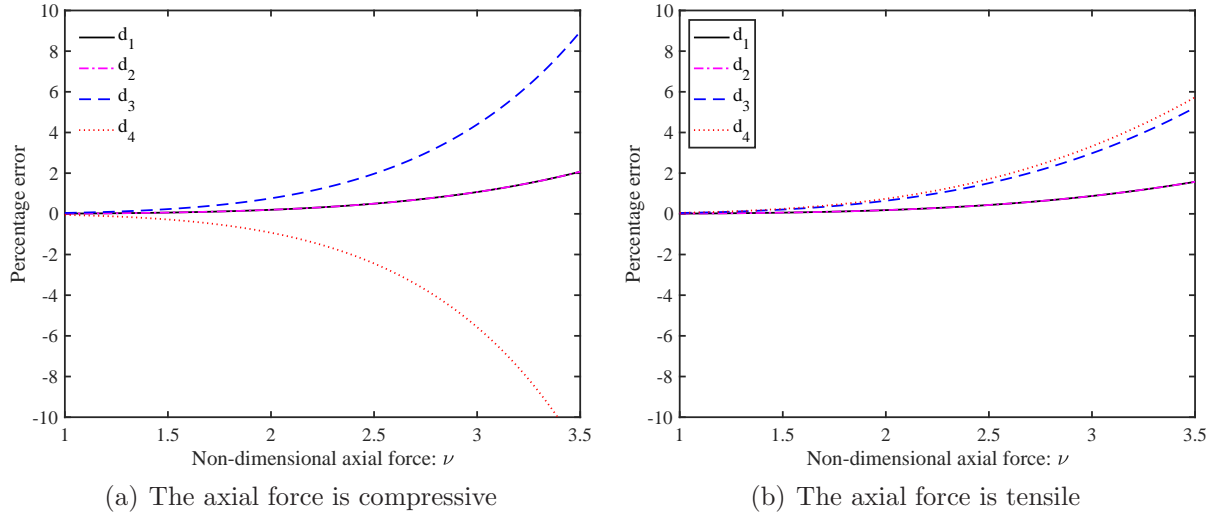 10
8
6
4
2
0
-2
-4
-6
-8
-10
1
1.5
2
2.5
3
3.5
Percentage error
Non-dimensional axial force: ν
d1
d2
d3
d4
(a) The axial force is compressive
10
8
6
4
2
0
-2
-4
-6
-8
-10
1
1.5
2
2.5
3
3.5
Percentage error
Non-dimensional axial force: ν
d1
d2
d3
d4
(b) The axial force is tensile